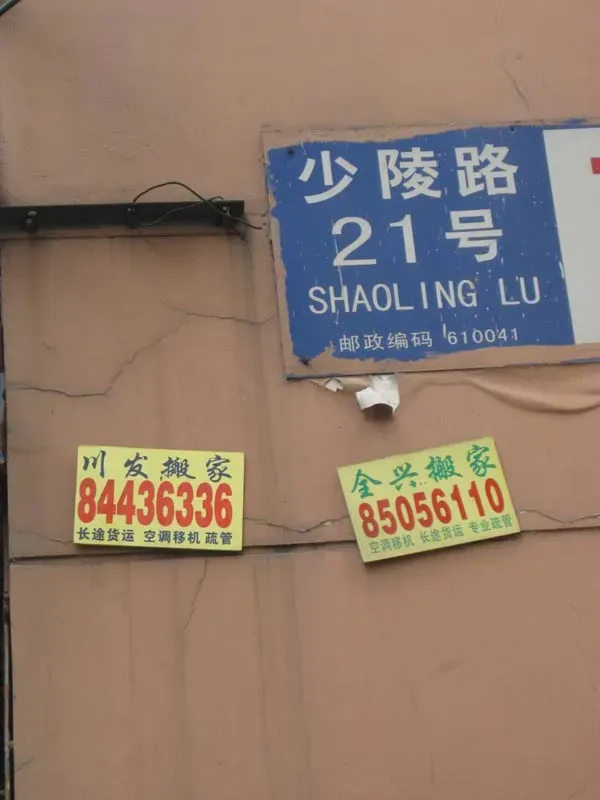 少陵路
21号
SHAOLING LU
邮政编码 610041
川发搬家
84436336
长途货运 空调移机 疏管
全兴搬家
85056110
空调移机 长途货运 专业疏管